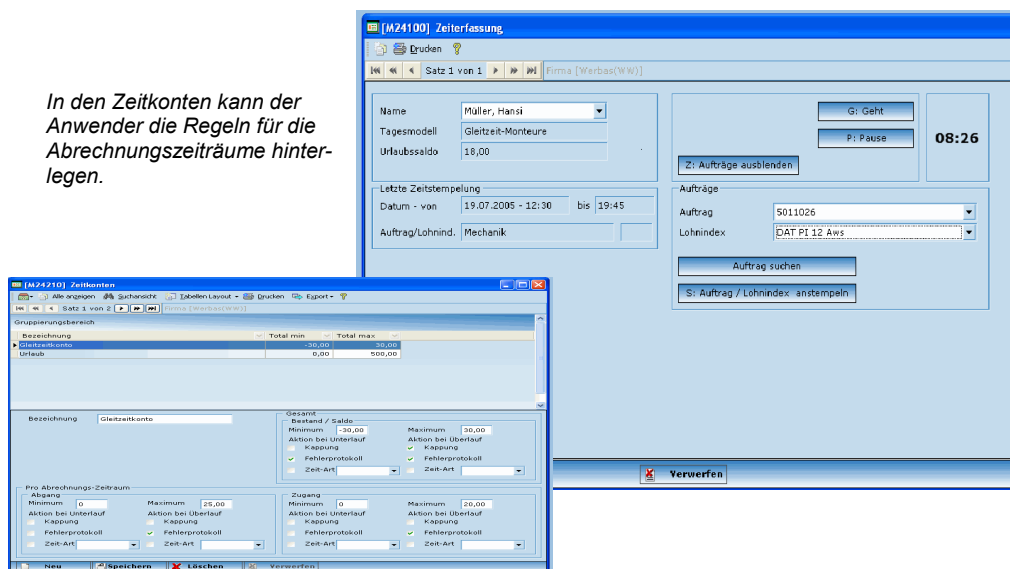 In den Zeitkonten kann der
Anwender die Regeln für die
Abrechnungszeiträume hinter-
legen.
[M24100] Zeiterfassung
Drucken
Satz 1 von 1
Firma [Werbas(WW)]
Name
Müller, Hansi
Tagesmodell
Gleitzeit-Monteure
Urlaubssaldo
18,00
Letzte Zeitstempelung
Datum - von
19.07.2005 - 12:30
bis
19:45
Auftrag/Lohnind.
Mechanik
G: Geht
P: Pause
Z: Aufträge ausblenden
08:26
Aufträge
Auftrag
5011026
Lohnindex
DAT PI 12 Aws
Auftrag suchen
S: Auftrag / Lohnindex anstempeln
Verwerfen
[M24210] Zeitkonten
Alle anzeigen Suchansicht Tabellen Layout Drucken Export
Satz 1 von 2
Firma [Werbas(WW)]
Gruppierungsbereich
Bezeichnung Total min Total max
Gleitzeitkonto -30,00 30,00
Urlaub 0,00 500,00
Bezeichnung
Gleitzeitkonto
Gesamt
Bestand / Saldo
Minimum -30,00 Maximum 30,00
Aktion bei Unterlauf Aktion bei Überlauf
Kappung Kappung
Fehlerprotokoll Fehlerprotokoll
Zeit-Art Zeit-Art
Pro Abrechnungs-Zeitraum
Abgang
Minimum 0 Maximum 25,00
Aktion bei Unterlauf Aktion bei Überlauf
Kappung Kappung
Fehlerprotokoll Fehlerprotokoll
Zeit-Art Zeit-Art
Zugang
Minimum 0 Maximum 20,00
Aktion bei Unterlauf Aktion bei Überlauf
Kappung Kappung
Fehlerprotokoll Fehlerprotokoll
Zeit-Art Zeit-Art
Neu Speichern Löschen Verwerfen